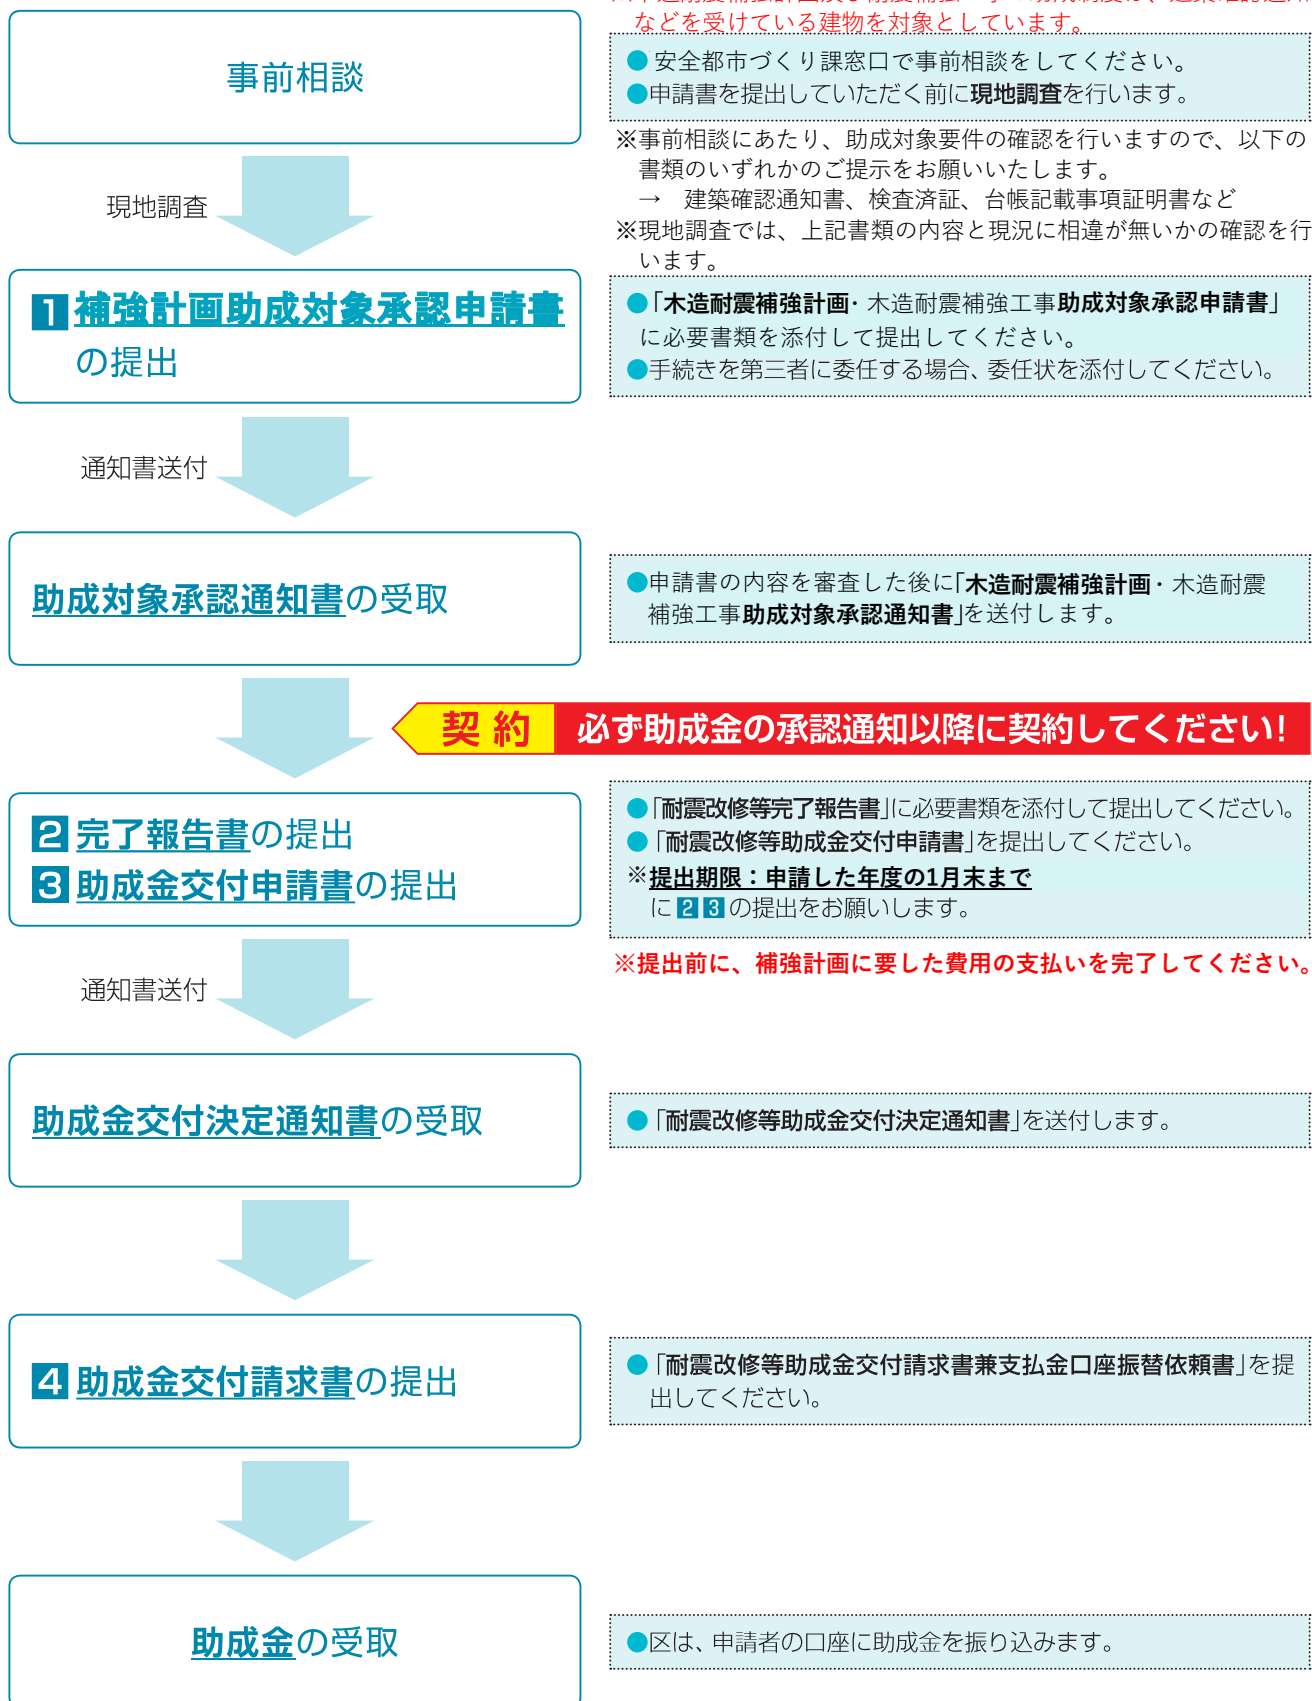 などを受けている建物を対象としています。
事前相談
● 安全都市づくり課窓口で事前相談をしてください。
●申請書を提出していただく前に現地調査を行います。
※事前相談にあたり、助成対象要件の確認を行いますので、以下の
書類のいずれかのご提示をお願いいたします。
→ 建築確認通知書、検査済証、台帳記載事項証明書など
※現地調査では、上記書類の内容と現況に相違が無いかの確認を行
います。
現地調査
1 補強計画助成対象承認申請書
の提出
●「木造耐震補強計画・木造耐震補強工事助成対象承認申請書」
に必要書類を添付して提出してください。
●手続きを第三者に委任する場合、委任状を添付してください。
通知書送付
助成対象承認通知書の受取
●申請書の内容を審査した後に「木造耐震補強計画・木造耐震
補強工事助成対象承認通知書」を送付します。
契約 必ず助成金の承認通知以降に契約してください!
2 完了報告書の提出
3 助成金交付申請書の提出
●「耐震改修等完了報告書」に必要書類を添付して提出してください。
●「耐震改修等助成金交付申請書」を提出してください。
※提出期限：申請した年度の1月末まで
に 2 3 の提出をお願いします。
※提出前に、補強計画に要した費用の支払いを完了してください。
通知書送付
助成金交付決定通知書の受取
●「耐震改修等助成金交付決定通知書」を送付します。
4 助成金交付請求書の提出
●「耐震改修等助成金交付請求書兼支払金口座振替依頼書」を提
出してください。
助成金の受取
●区は、申請者の口座に助成金を振り込みます。